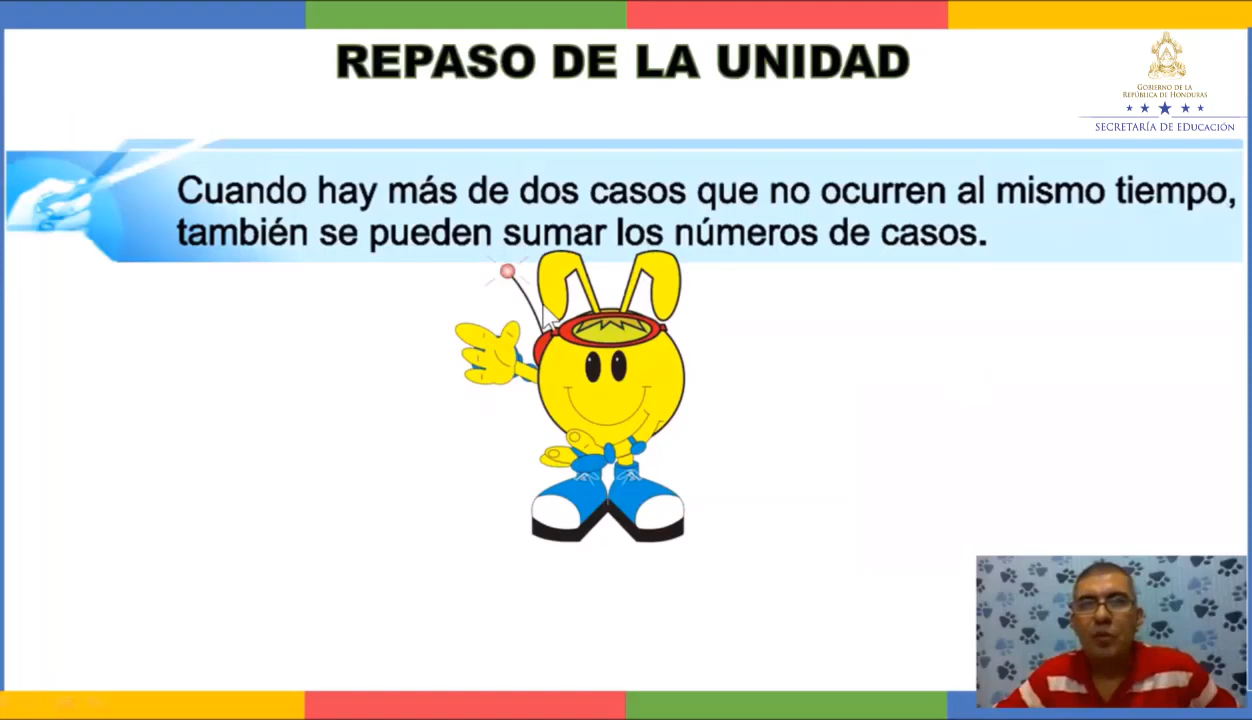 REPASO DE LA UNIDAD
GOBIERNO DE LA
REPÚBLICA DE HONDURAS
SECRETARÍA DE EDUCACIÓN
Cuando hay más de dos casos que no ocurren al mismo tiempo,
también se pueden sumar los números de casos.